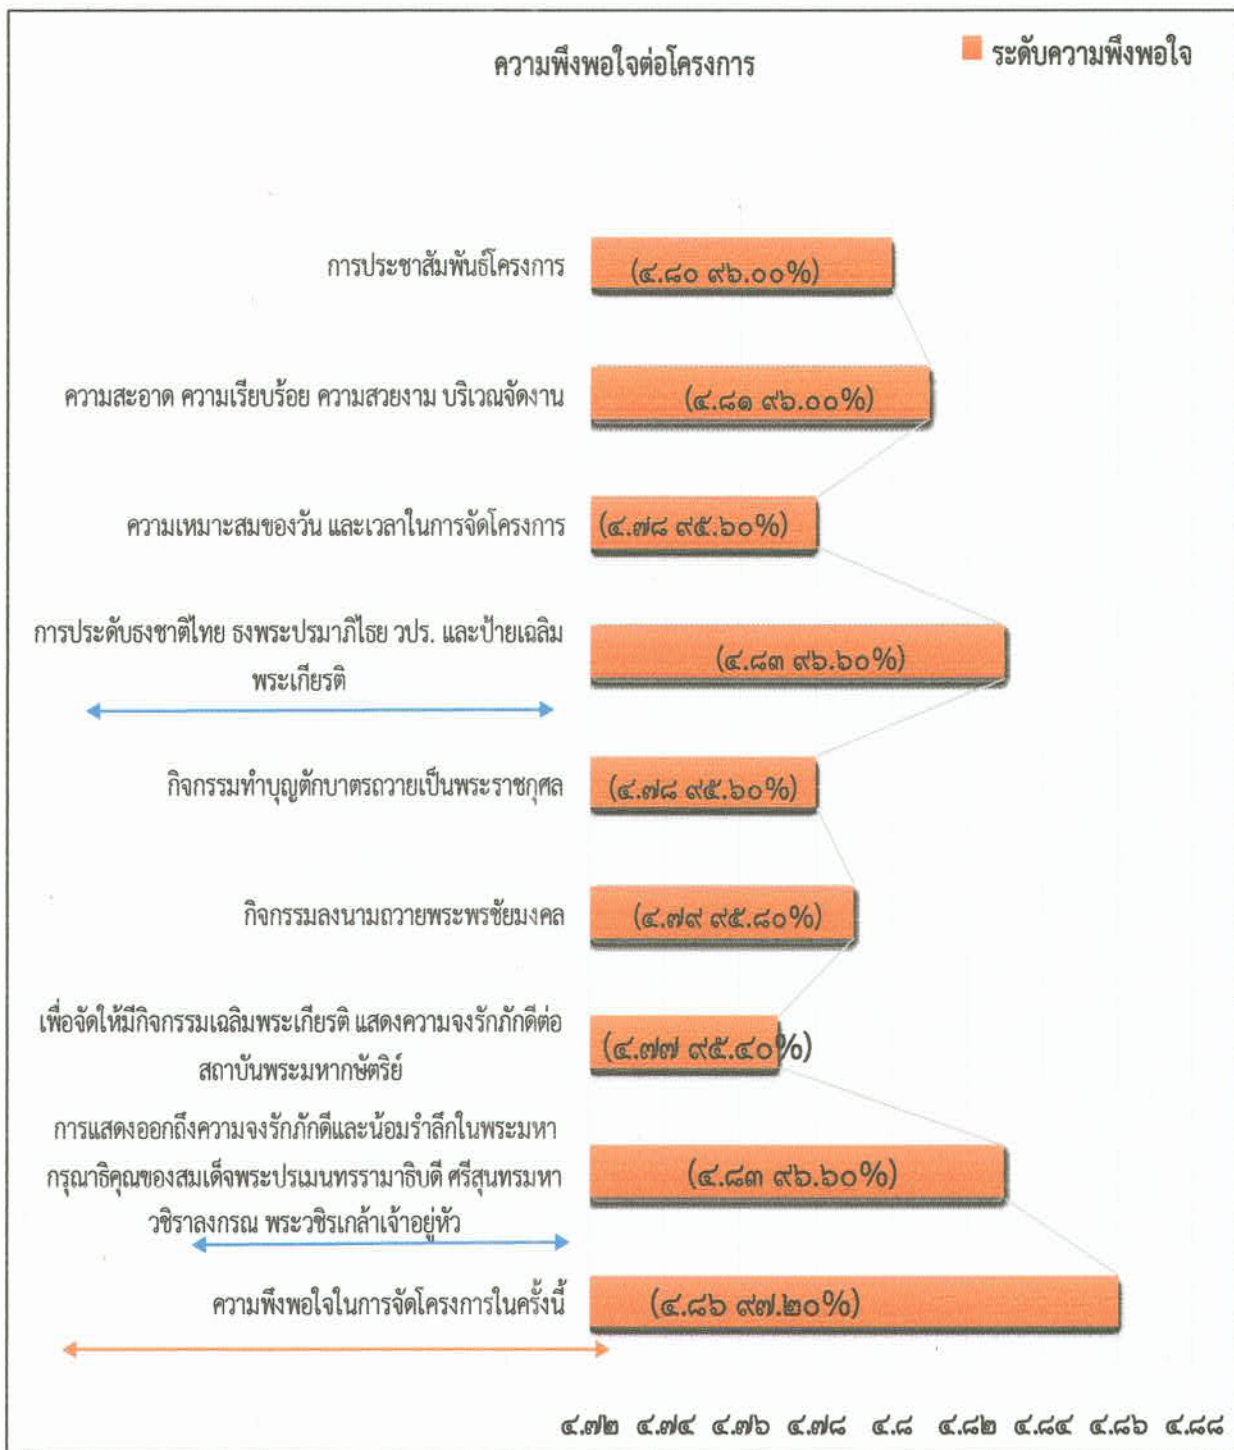 ความพึงพอใจต่อโครงการ
ระดับความพึงพอใจ
การประชาสัมพันธ์โครงการ
(๔.๘๐ ๙๖.๐๐%)
ความสะอาด ความเรียบร้อย ความสวยงาม บริเวณจัดงาน
(๔.๘๑ ๙๖.๐๐%)
ความเหมาะสมของวัน และเวลาในการจัดโครงการ
(๔.๗๘ ๙๕.๖๐%)
การประดับธงชาติไทย ธงพระปรมาภิไธย วปร. และป้ายเฉลิม
พระเกียรติ
(๔.๘๓ ๙๖.๖๐%)
กิจกรรมทำบุญตักบาตรถวายเป็นพระราชกุศล
(๔.๗๘ ๙๕.๖๐%)
กิจกรรมลงนามถวายพระพรชัยมงคล
(๔.๗๙ ๙๕.๘๐%)
เพื่อจัดให้มีกิจกรรมเฉลิมพระเกียรติ แสดงความจงรักภักดีต่อ
สถาบันพระมหากษัตริย์
(๔.๗๗ ๙๕.๔๐%)
การแสดงออกถึงความจงรักภักดีและน้อมรำลึกในพระมหา
กรุณาธิคุณของสมเด็จพระปรเมนทรรามาธิบดี ศรีสุนทรมหา
วชิราลงกรณ พระวชิรเกล้าเจ้าอยู่หัว
(๔.๘๓ ๙๖.๖๐%)
ความพึงพอใจในการจัดโครงการในครั้งนี้
(๔.๘๖ ๙๗.๒๐%)
๔.๗๒ ๔.๗๔ ๔.๗๖ ๔.๗๘ ๔.๘ ๔.๘๒ ๔.๘๔ ๔.๘๖ ๔.๘๘